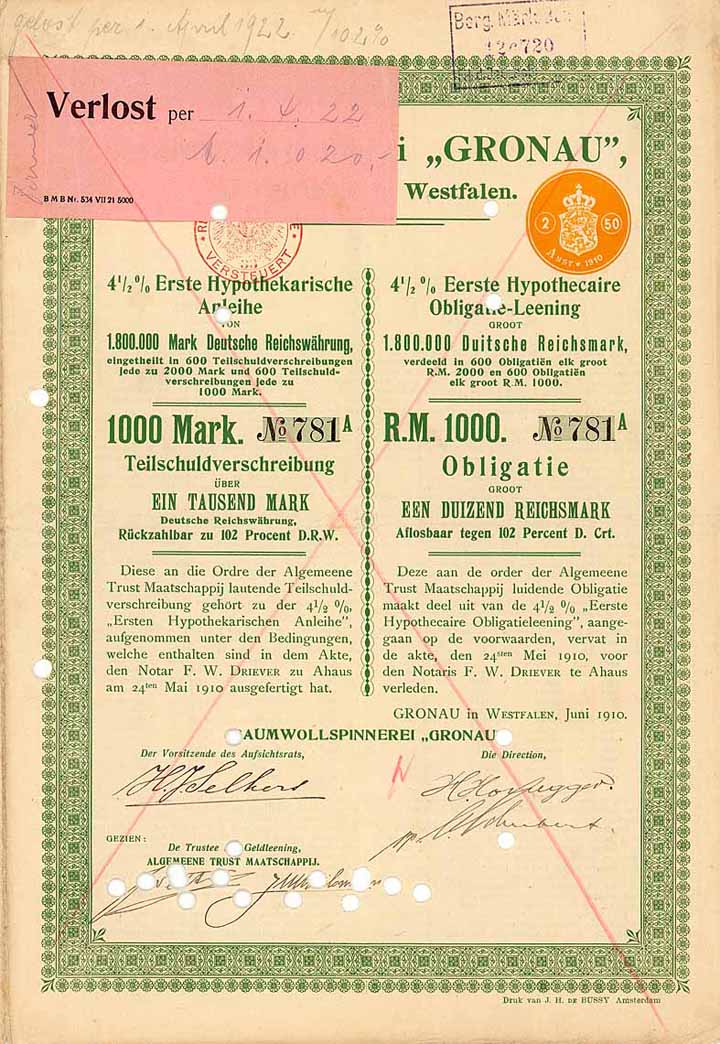 gelost per 1. April 1922 102%
Berg. Märk.
720
Verlost per 1. 4. 22
M. 1.020,-
B M B Nr. 534 VII 21 5000
i „GRONAU”,
Westfalen.
2 50
AMST ★ 1910
VERSTEUERT
4½% Erste Hypothekarische
Anleihe
VON
1.800.000 Mark Deutsche Reichswährung,
eingetheilt in 600 Teilschuldverschreibungen
jede zu 2000 Mark und 600 Teilschuld-
verschreibungen jede zu
1000 Mark.
1000 Mark. No 781 A
Teilschuldverschreibung
ÜBER
EIN TAUSEND MARK
Deutsche Reichswährung,
Rückzahlbar zu 102 Procent D.R.W.
Diese an die Ordre der Algemeene
Trust Maatschappij lautende Teilschuld-
verschreibung gehört zu der 4½ %,
„Ersten Hypothekarischen Anleihe”,
aufgenommen unter den Bedingungen,
welche enthalten sind in dem Akte,
den Notar F. W. DRIEVER zu Ahaus
am 24ten Mai 1910 ausgefertigt hat.
4½ % Eerste Hypothecaire
Obligatie-Leening
GROOT
1.800.000 Duitsche Reichsmark,
verdeeld in 600 Obligatiën elk groot
R.M. 2000 en 600 Obligatiën
elk groot R.M. 1000.
R.M. 1000. No 781 A
Obligatie
GROOT
EEN DUIZEND REICHSMARK
Aflosbaar tegen 102 Percent D. Crt.
Deze aan de order der Algemeene
Trust Maatschappij luidende Obligatie
maakt deel uit van de 4½ % „Eerste
Hypothecaire Obligatieleening”, aange-
gaan op de voorwaarden, vervat in
de akte, den 24sten Mei 1910, voor
den Notaris F. W. DRIEVER te Ahaus
verleden.
GRONAU in WESTFALEN, Juni 1910.
AUMWOLLSPINNEREI „GRONAU
Der Vorsitzende des Aufsichtsrats,
Die Direction,
GEZIEN:
De Trustee Geldleening,
ALGEMEENE TRUST MAATSCHAPPIJ.
Druk van J. H. DE BUSSY Amsterdam